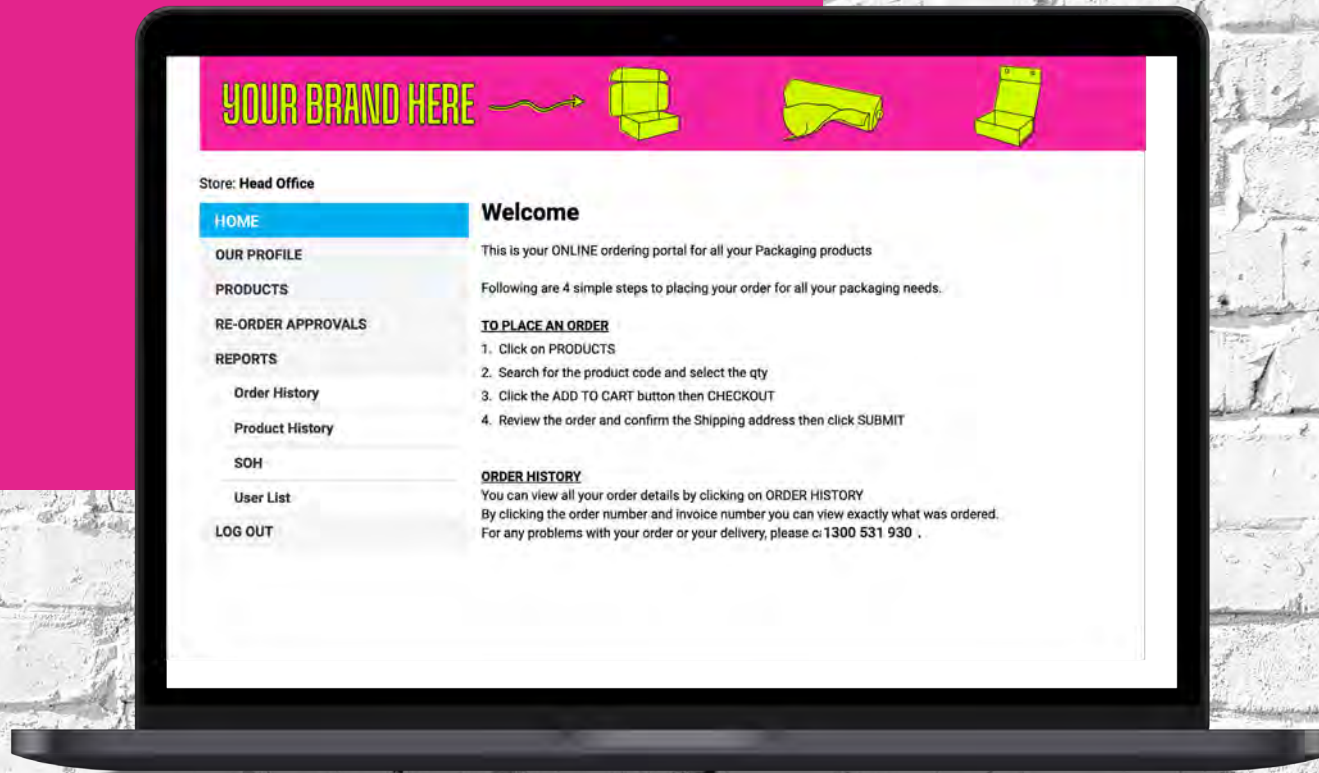 YOUR BRAND HERE
Store: Head Office
HOME
OUR PROFILE
PRODUCTS
RE-ORDER APPROVALS
REPORTS
Order History
Product History
SOH
User List
LOG OUT
Welcome
This is your ONLINE ordering portal for all your Packaging products
Following are 4 simple steps to placing your order for all your packaging needs.
TO PLACE AN ORDER
1. Click on PRODUCTS
2. Search for the product code and select the qty
3. Click the ADD TO CART button then CHECKOUT
4. Review the order and confirm the Shipping address then click SUBMIT
ORDER HISTORY
You can view all your order details by clicking on ORDER HISTORY
By clicking the order number and invoice number you can view exactly what was ordered.
For any problems with your order or your delivery, please 1300 531 930 .